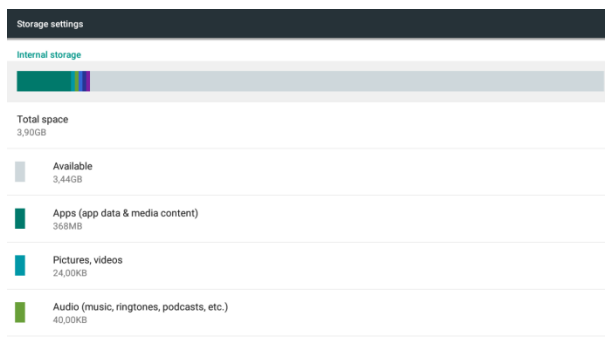 Storage settings
Internal storage
Total space
3,90GB
Available
3,44GB
Apps (app data & media content)
368MB
Pictures, videos
24,00KB
Audio (music, ringtones, podcasts, etc.)
40,00KB